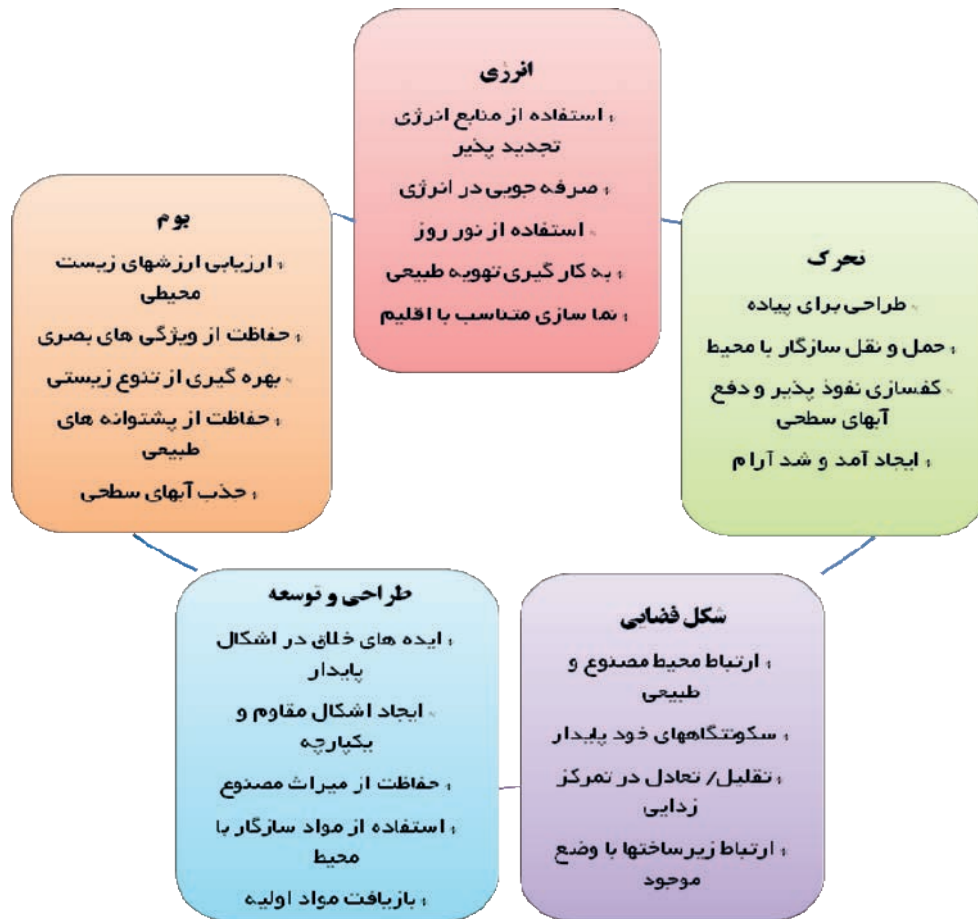 انرژی
استفاده از منابع انرژی
تجدید پذیر
صرفه جویی در انرژی
استفاده از نور روز
به کار گیری تهویه طبیعی
نما سازی متناسب با اقلیم
تحرک
طراحی برای پیاده
حمل و نقل سازگار با محیط
کفسازی نفوذ پذیر و دفع
آبهای سطحی
ایجاد آمد و شد آرام
شکل فضایی
ارتباط محیط مصنوع و
طبیعی
سکونتگاههای خود پایدار
تقلیل/ تعادل در تمرکز
زدایی
ارتباط زیرساختها با وضع
موجود
طراحی و توسعه
ایده های خلاق در اشکال
پایدار
ایجاد اشکال مقاوم و
یکپارچه
حفاظت از میراث مصنوع
استفاده از مواد سازگار با
محیط
بازیافت مواد اولیه
بوم
ارزیابی ارزشهای زیست
محیطی
حفاظت از ویژگی های بصری
بهره گیری از تنوع زیستی
حفاظت از پشتوانه های
طبیعی
جذب آبهای سطحی